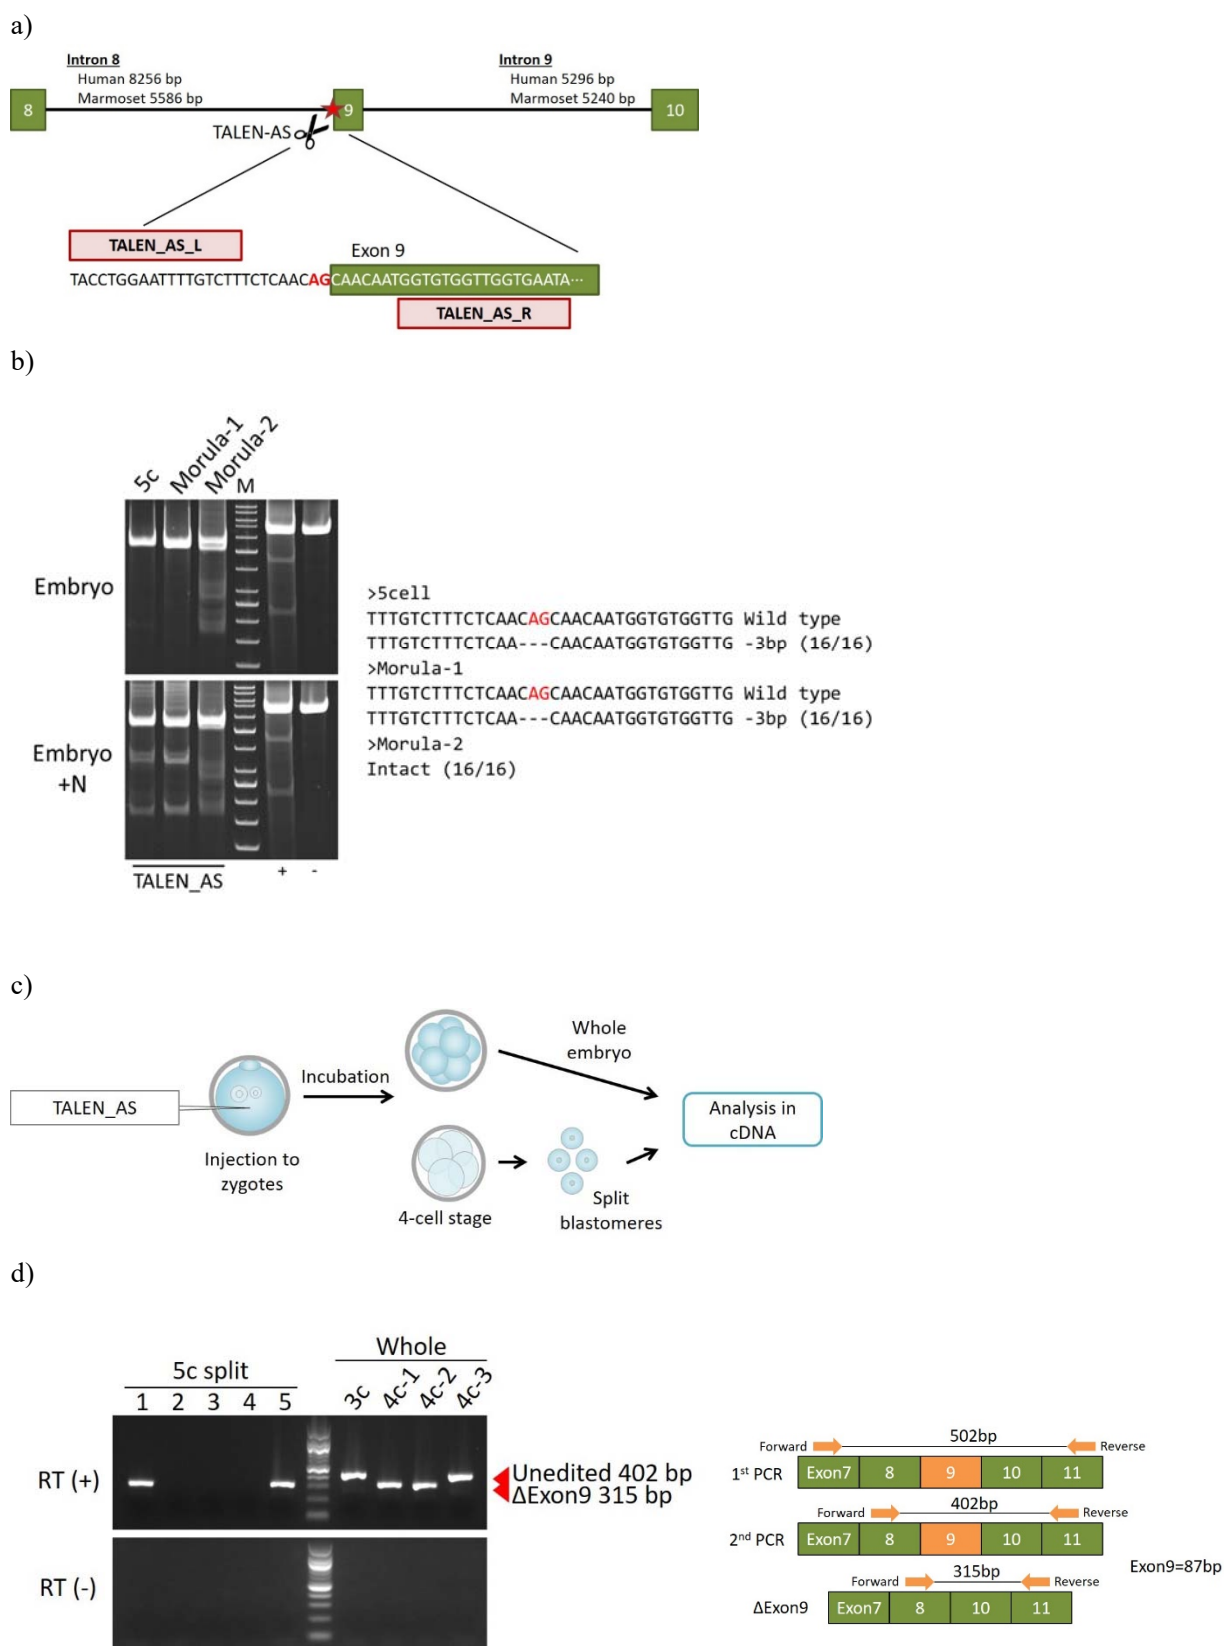 a)
Intron 8
Human 8256 bp
Marmoset 5586 bp
Intron 9
Human 5296 bp
Marmoset 5240 bp
8
9
10
TALEN-AS
TALEN_AS_L
Exon 9
TACCTGGAATTTTGTCTTTCTCAACAGCAACAATGGTGTGGTTGGTGAATA···
TALEN_AS_R
b)
5c
Morula-1
Morula-2
M
Embryo
Embryo
+N
TALEN_AS
+
-
>5cell
TTTGTCTTTCTCAACAGCAACAATGGTGTGGTTG Wild type
TTTGTCTTTCTCAA---CAACAATGGTGTGGTTG -3bp (16/16)
>Morula-1
TTTGTCTTTCTCAACAGCAACAATGGTGTGGTTG Wild type
TTTGTCTTTCTCAA---CAACAATGGTGTGGTTG -3bp (16/16)
>Morula-2
Intact (16/16)
c)
TALEN_AS
Injection to
zygotes
Incubation
Whole
embryo
4-cell stage
Split
blastomeres
Analysis in
cDNA
d)
5c split
1 2 3 4 5
Whole
3c 4c-1 4c-2 4c-3
RT (+)
Unedited 402 bp
ΔExon9 315 bp
RT (-)
502bp
Forward
Reverse
1st PCR
Exon7 8 9 10 11
402bp
Forward
Reverse
2nd PCR
Exon7 8 9 10 11
315bp
Exon9=87bp
Forward
Reverse
ΔExon9
Exon7 8 10 11